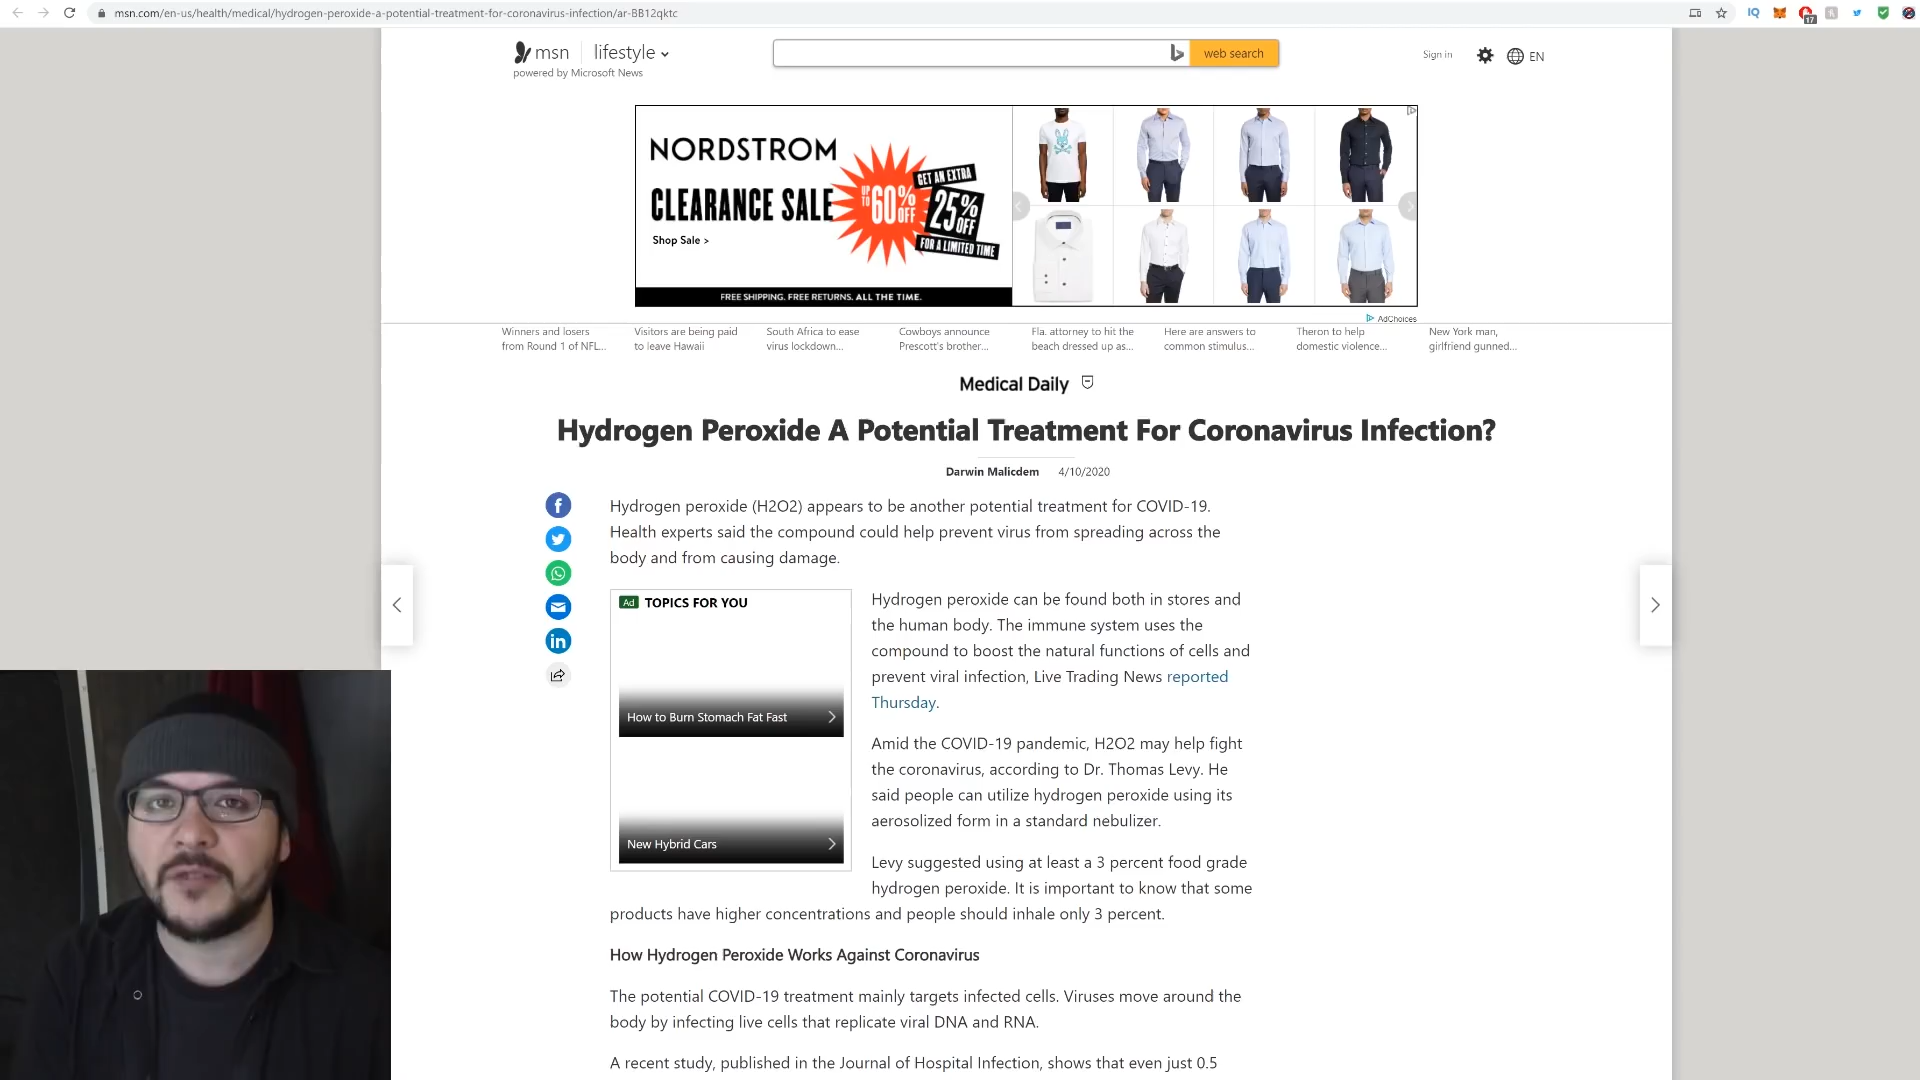 msn.com/en-us/health/medical/hydrogen-peroxide-a-potential-treatment-for-coronavirus-infection/ar-BB12qktc
IQ
17
msn
lifestyle
powered by Microsoft News
web search
Sign in
EN
NORDSTROM
CLEARANCE SALE
UP TO 60% OFF
GET AN EXTRA
25% OFF
FOR A LIMITED TIME
Shop Sale >
FREE SHIPPING. FREE RETURNS. ALL THE TIME.
AdChoices
Winners and losers
from Round 1 of NFL...
Visitors are being paid
to leave Hawaii
South Africa to ease
virus lockdown...
Cowboys announce
Prescott's brother...
Fla. attorney to hit the
beach dressed up as...
Here are answers to
common stimulus...
Theron to help
domestic violence...
New York man,
girlfriend gunned...
Medical Daily
Hydrogen Peroxide A Potential Treatment For Coronavirus Infection?
Darwin Malicdem 4/10/2020
Hydrogen peroxide (H2O2) appears to be another potential treatment for COVID-19.
Health experts said the compound could help prevent virus from spreading across the
body and from causing damage.
Ad TOPICS FOR YOU
How to Burn Stomach Fat Fast
New Hybrid Cars
Hydrogen peroxide can be found both in stores and
the human body. The immune system uses the
compound to boost the natural functions of cells and
prevent viral infection, Live Trading News reported
Thursday.
Amid the COVID-19 pandemic, H2O2 may help fight
the coronavirus, according to Dr. Thomas Levy. He
said people can utilize hydrogen peroxide using its
aerosolized form in a standard nebulizer.
Levy suggested using at least a 3 percent food grade
hydrogen peroxide. It is important to know that some
products have higher concentrations and people should inhale only 3 percent.
How Hydrogen Peroxide Works Against Coronavirus
The potential COVID-19 treatment mainly targets infected cells. Viruses move around the
body by infecting live cells that replicate viral DNA and RNA.
A recent study, published in the Journal of Hospital Infection, shows that even just 0.5